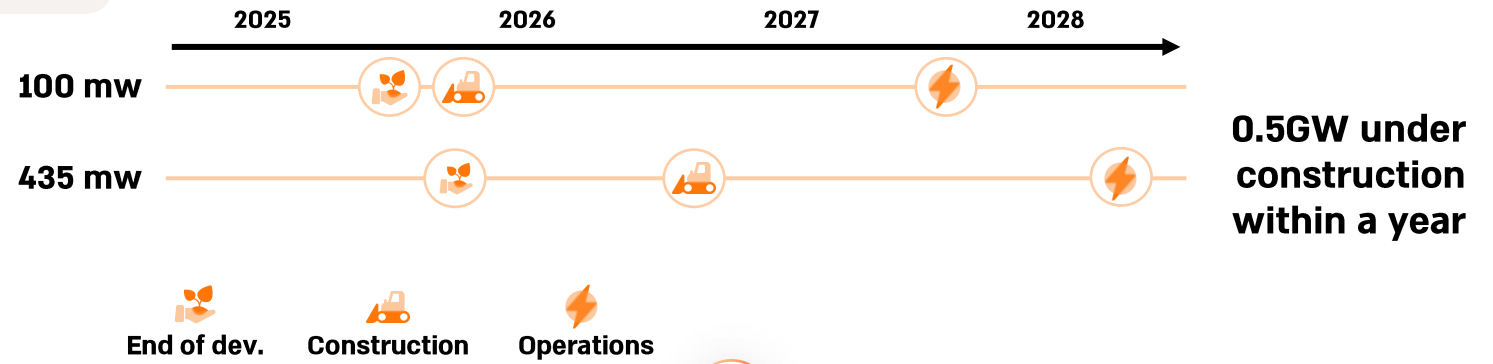 2025 2026 2027 2028
100 mw
435 mw
0.5GW under
construction
within a year
End of dev. Construction Operations